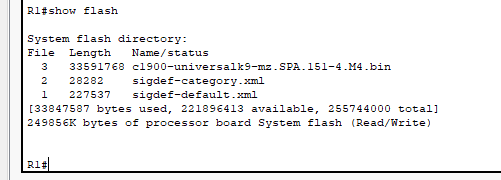 R1#show flash
System flash directory:
File  Length   Name/status
  3   33591768 c1900-universalk9-mz.SPA.151-4.M4.bin
  2   28282    sigdef-category.xml
  1   227537   sigdef-default.xml
[33847587 bytes used, 221896413 available, 255744000 total]
249856K bytes of processor board System flash (Read/Write)
R1#